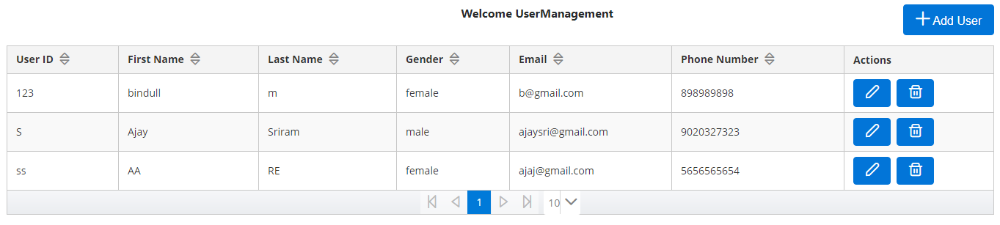 Welcome UserManagement
Add User
User ID First Name Last Name Gender Email Phone Number Actions
123 bindull m female b@gmail.com 898989898
S Ajay Sriram male ajaysri@gmail.com 9020327323
ss AA RE female ajaj@gmail.com 5656565654
1 10